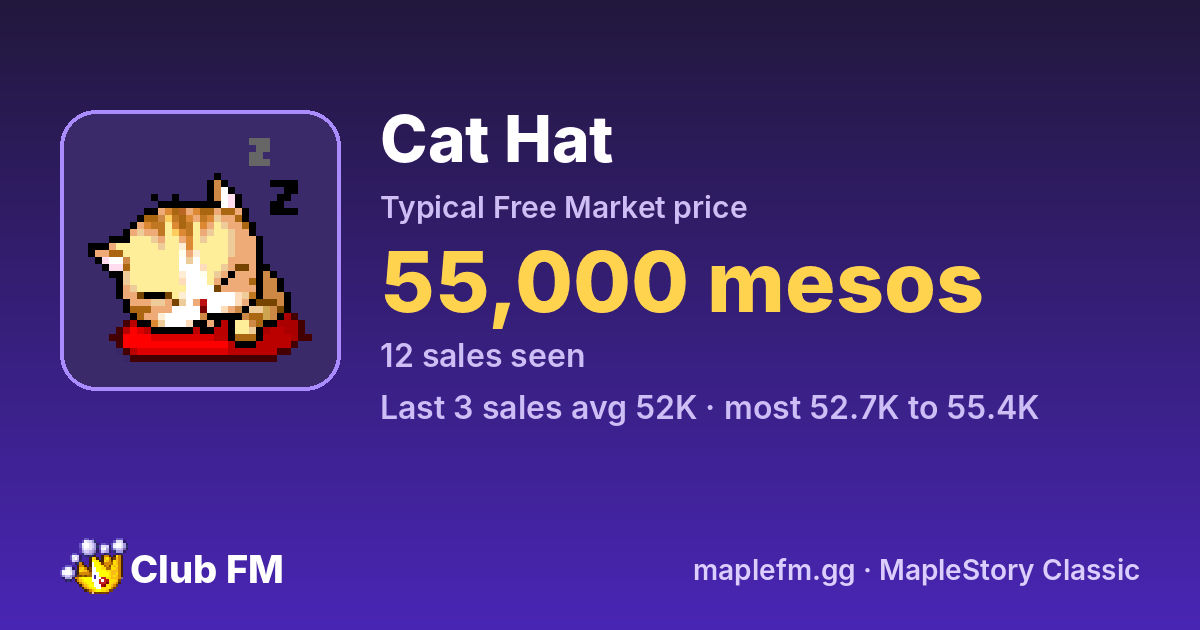 z
z
Cat Hat
Typical Free Market price
55,000 mesos
12 sales seen
Last 3 sales avg 52K · most 52.7K to 55.4K
Club FM
maplefm.gg · MapleStory Classic